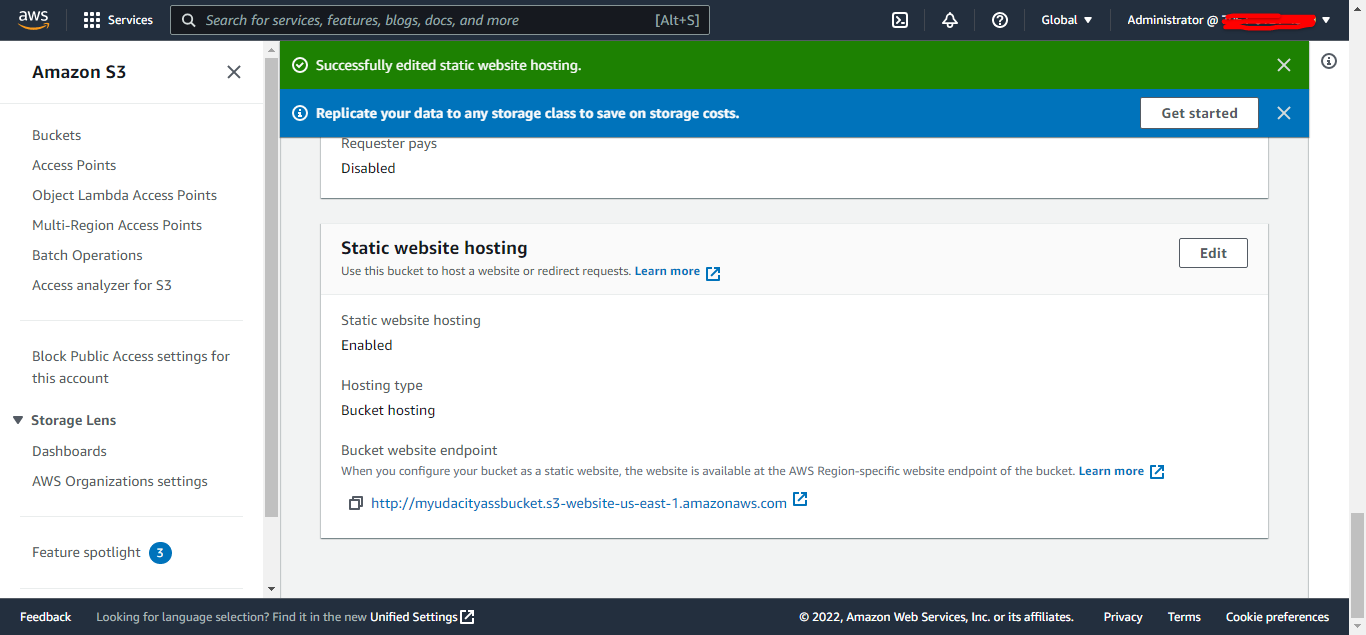 aws
Services
Search for services, features, blogs, docs, and more [Alt+S]
Global ▼
Administrator @
Amazon S3
Buckets
Access Points
Object Lambda Access Points
Multi-Region Access Points
Batch Operations
Access analyzer for S3
Block Public Access settings for
this account
Storage Lens
Dashboards
AWS Organizations settings
Feature spotlight 3
Successfully edited static website hosting.
Replicate your data to any storage class to save on storage costs.
Get started
Requester pays
Disabled
Static website hosting
Edit
Use this bucket to host a website or redirect requests. Learn more
Static website hosting
Enabled
Hosting type
Bucket hosting
Bucket website endpoint
When you configure your bucket as a static website, the website is available at the AWS Region-specific website endpoint of the bucket. Learn more
http://myudacityassbucket.s3-website-us-east-1.amazonaws.com
Feedback
Looking for language selection? Find it in the new Unified Settings
© 2022, Amazon Web Services, Inc. or its affiliates.
Privacy
Terms
Cookie preferences